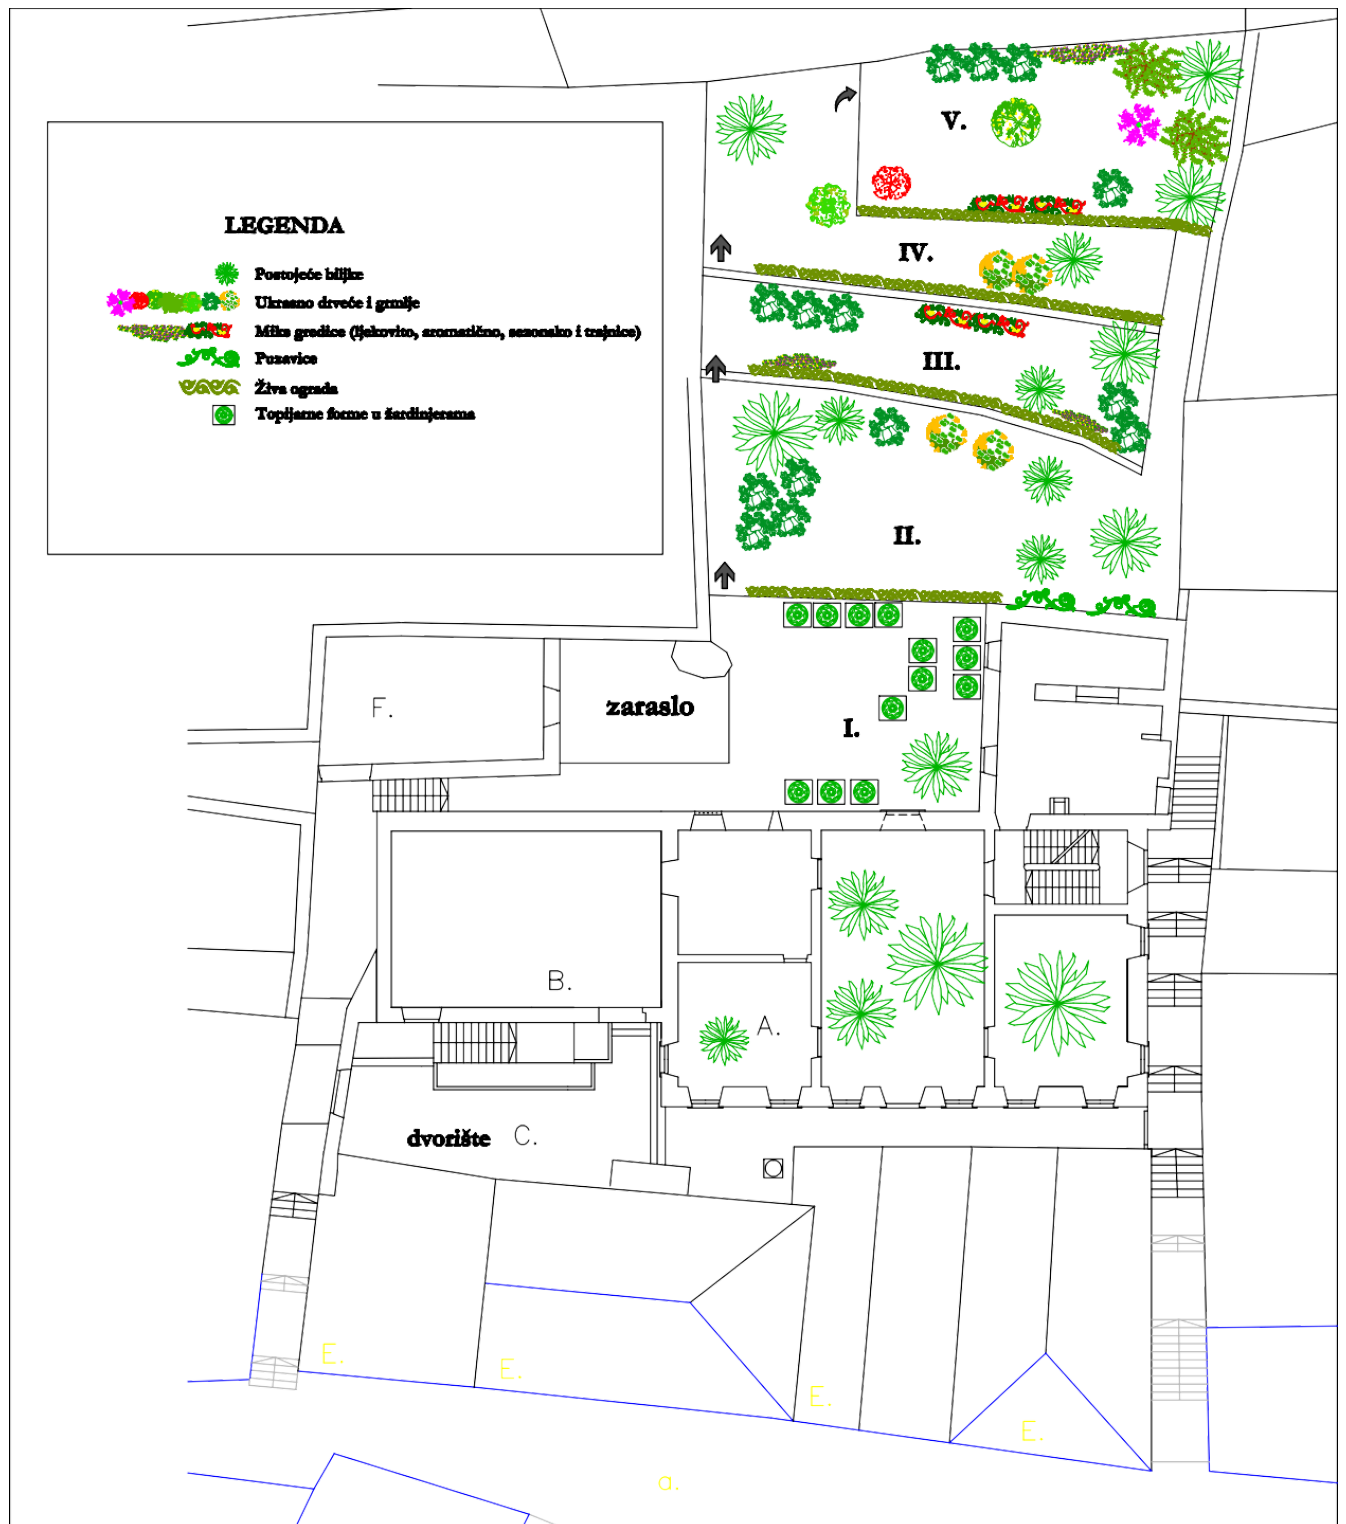 V.
LEGENDA
IV.
Postojeće biljke
Ukrasno drveće i grmlje
Miks gredice (ljekovito, aromatično, sezonsko i trajnice)
III.
Puzavice
Živa ograda
Topijarne forme u žardinjerama
II.
F.
zaraslo
I.
B.
A.
dvorište C.
E.
E.
E.
E.
a.